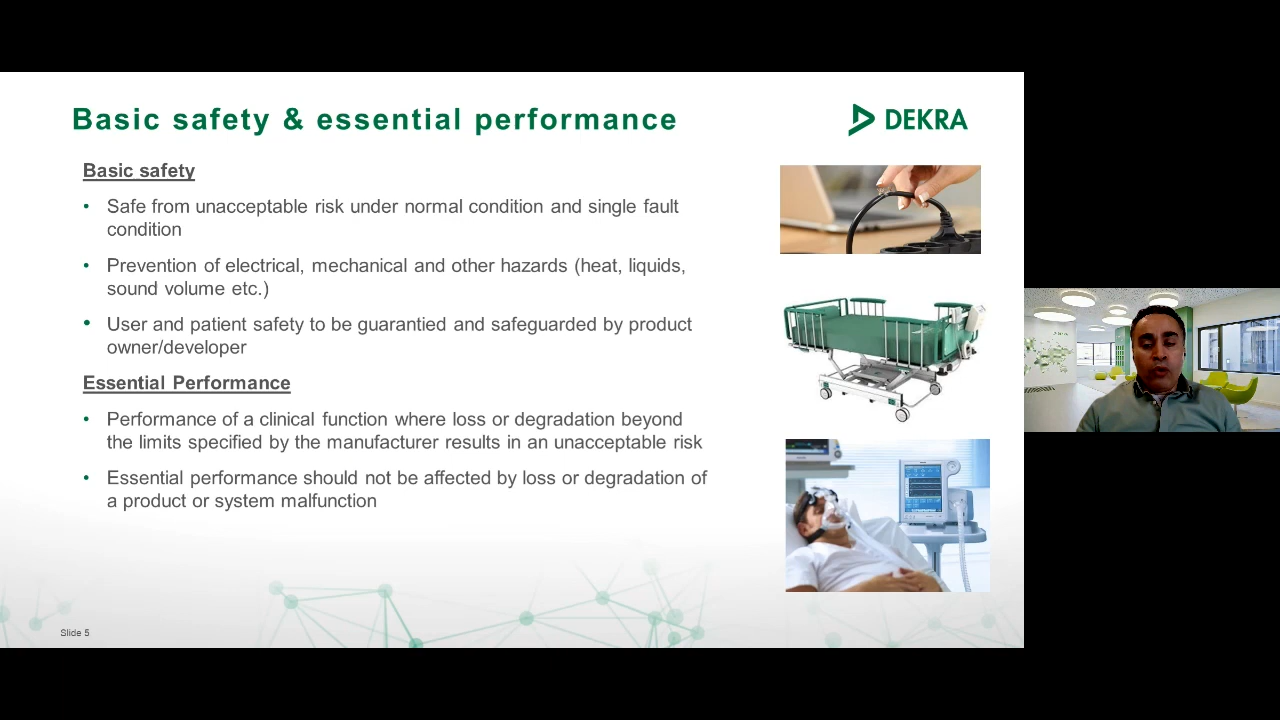 Basic safety & essential performance
DEKRA
Basic safety
• Safe from unacceptable risk under normal condition and single fault
condition
• Prevention of electrical, mechanical and other hazards (heat, liquids,
sound volume etc.)
• User and patient safety to be guarantied and safeguarded by product
owner/developer
Essential Performance
• Performance of a clinical function where loss or degradation beyond
the limits specified by the manufacturer results in an unacceptable risk
• Essential performance should not be affected by loss or degradation of
a product or system malfunction
Slide 5